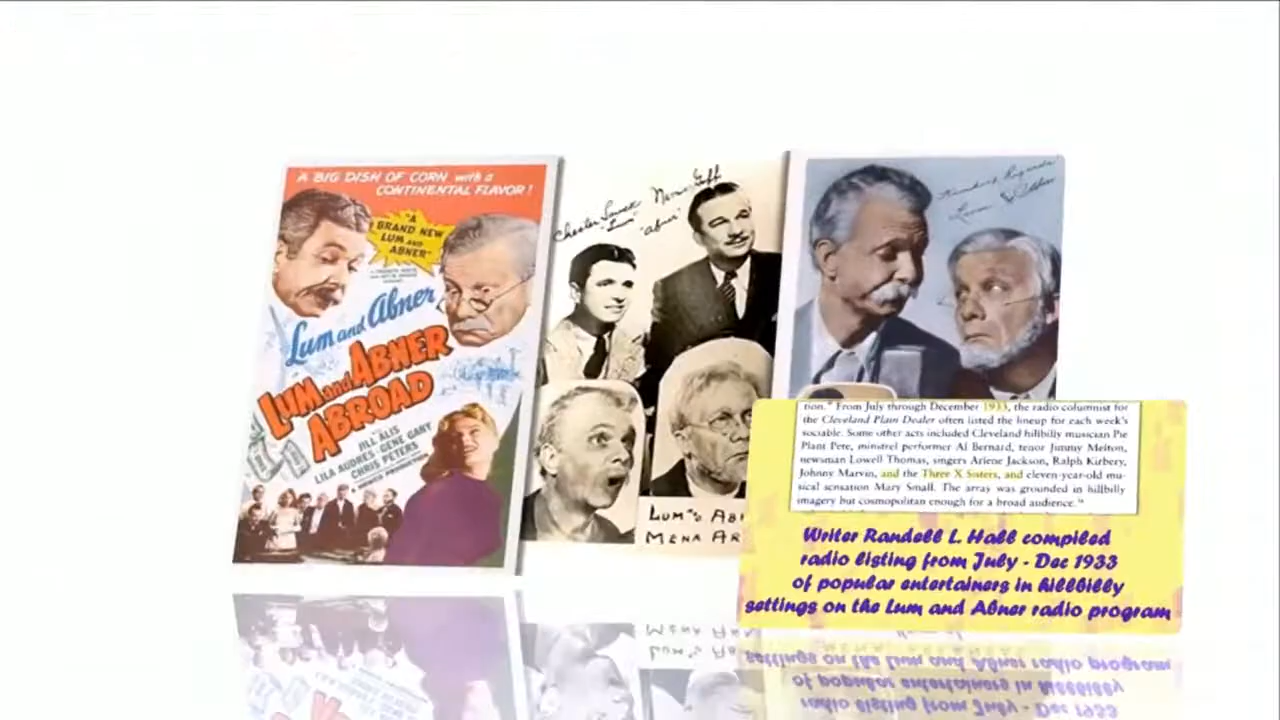 A BIG DISH OF CORN with a
CONTINENTAL FLAVOR!
"A
BRAND NEW
LUM AND
ABNER"
Lum and Abner
LUM and ABNER
ABROAD
JILL ALIS
LILA AUDRES · GENE GARY
CHRIS PETERS
Chester Lauck Norris Goff
"Lum" "Abner"
LUM & AB
MENA AR
tion." From July through December 1933, the radio columnist for
the Cleveland Plain Dealer often listed the lineup for each week's
sociable. Some other acts included Cleveland hillbilly musician Pie
Plant Pete, minstrel performer Al Bernard, tenor Jimmy Melton,
newsman Lowell Thomas, singers Arlene Jackson, Ralph Kirbery,
Johnny Marvin, and the Three X Sisters, and eleven-year-old mu-
sical sensation Mary Small. The array was grounded in hillbilly
imagery but cosmopolitan enough for a broad audience."
Writer Randell L. Hall compiled
radio listing from July - Dec 1933
of popular entertainers in hillbilly
settings on the Lum and Abner radio program